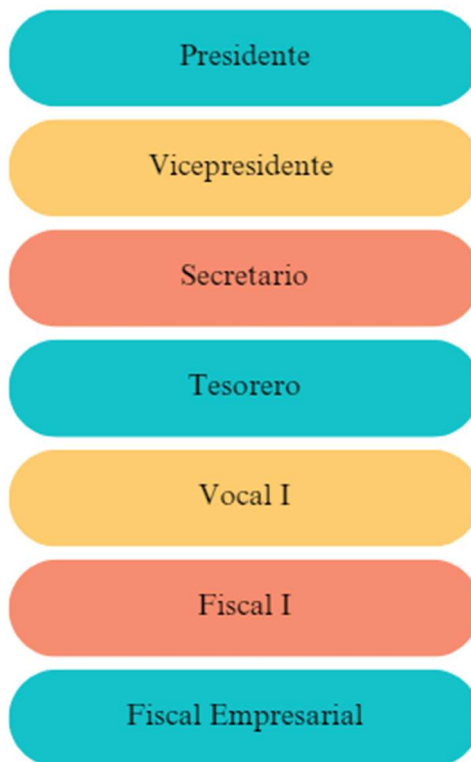 Presidente
Vicepresidente
Secretario
Tesorero
Vocal I
Fiscal I
Fiscal Empresarial